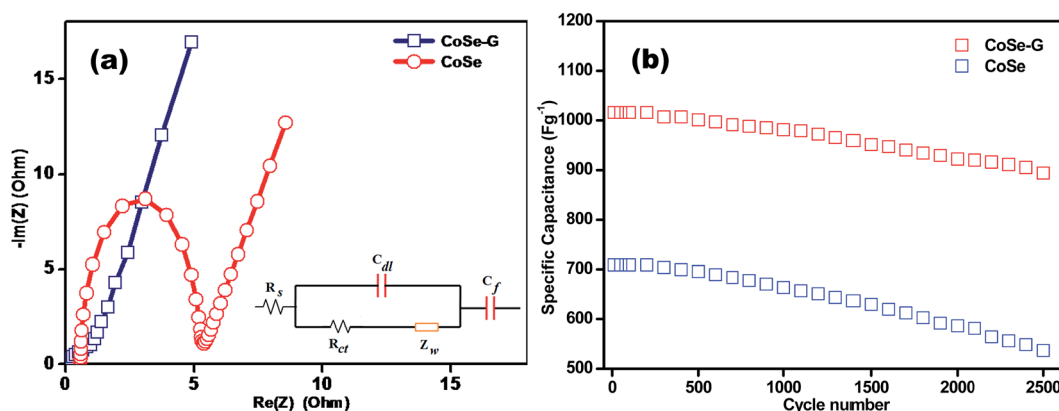 (a)
CoSe-G
CoSe
-Im(Z) (Ohm)
15
10
5
0
0
5
10
15
Re(Z) (Ohm)
R_s
C_dl
R_ct
Z_w
C_f
(b)
CoSe-G
CoSe
Specific Capacitance (Fg⁻¹)
1200
1100
1000
900
800
700
600
500
0
500
1000
1500
2000
2500
Cycle number